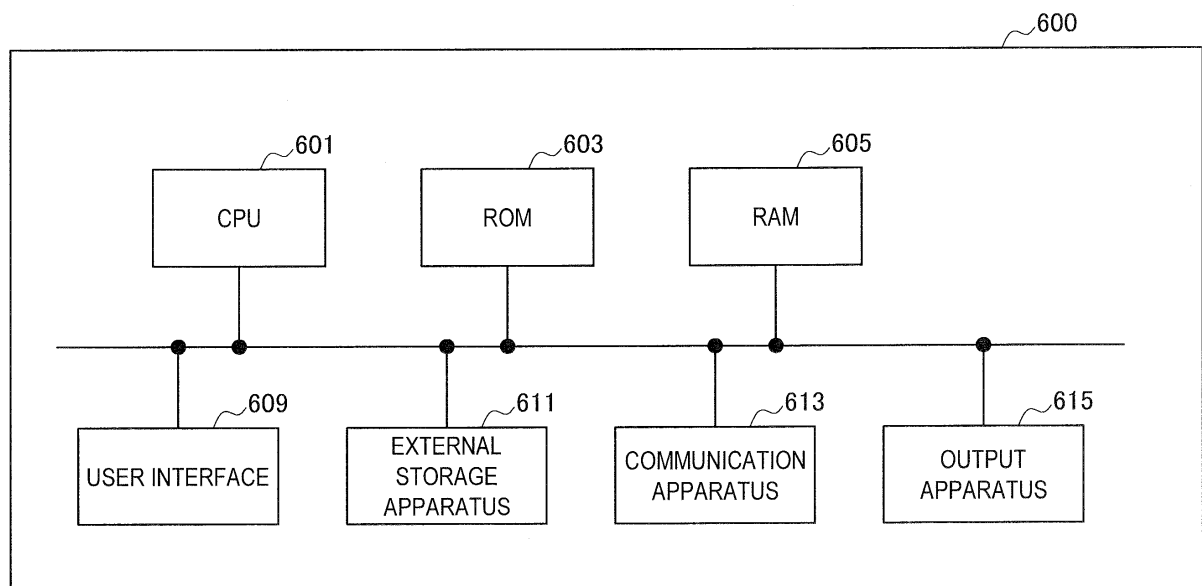 600
601
603
605
CPU
ROM
RAM
609
611
613
615
USER INTERFACE
EXTERNAL
STORAGE
APPARATUS
COMMUNICATION
APPARATUS
OUTPUT
APPARATUS